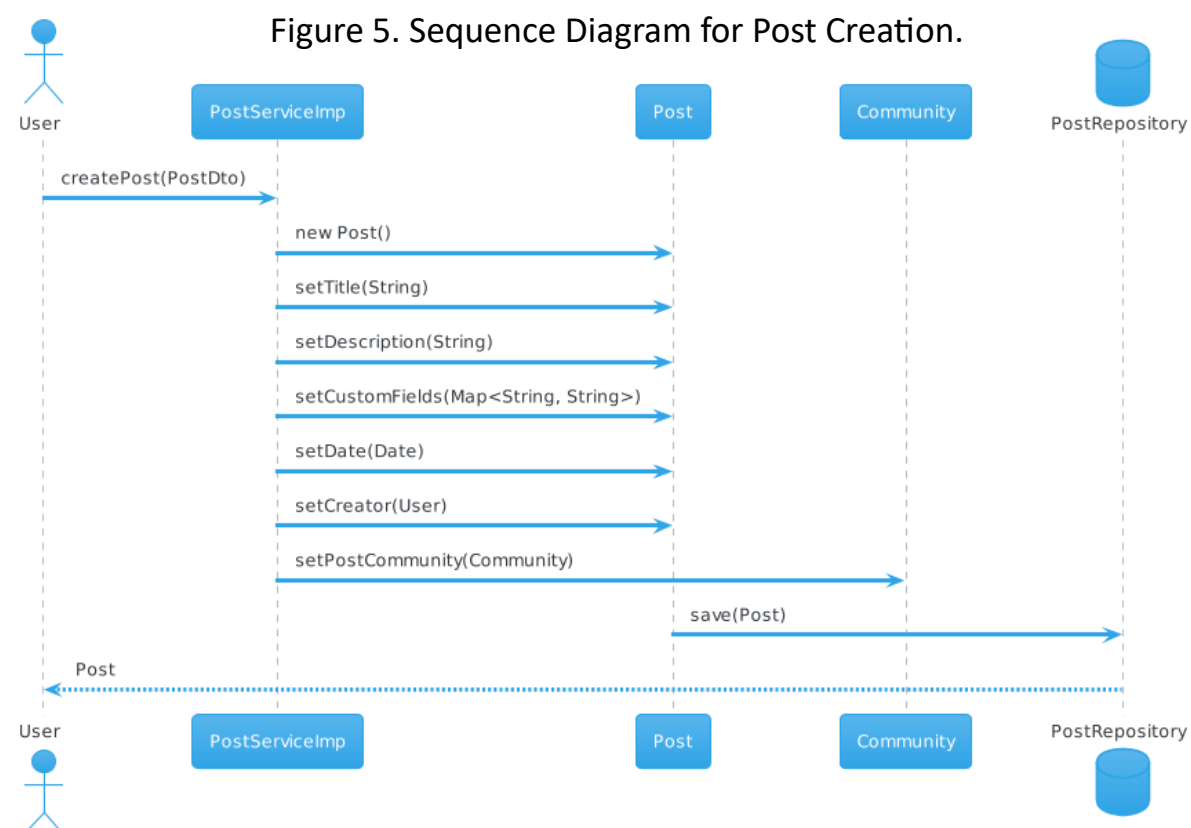 Figure 5. Sequence Diagram for Post Creation.
User
PostServiceImp
Post
Community
PostRepository
createPost(PostDto)
new Post()
setTitle(String)
setDescription(String)
setCustomFields(Map<String, String>)
setDate(Date)
setCreator(User)
setPostCommunity(Community)
save(Post)
Post
User
PostServiceImp
Post
Community
PostRepository